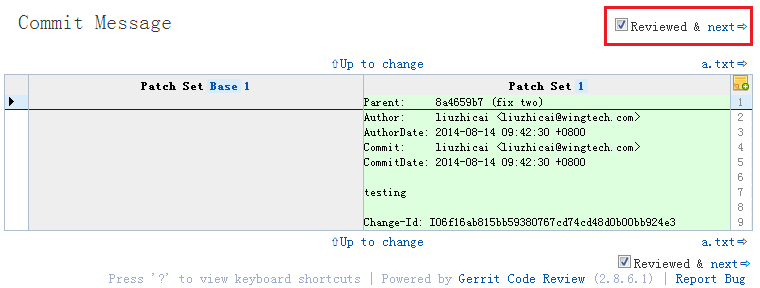 Commit Message
Reviewed & next⇨
⇧Up to change a.txt⇨
Patch Set Base 1 Patch Set 1
Parent: 8a4659b7 (fix two) 1
Author: liuzhicai <liuzhicai@wingtech.com> 2
AuthorDate: 2014-08-14 09:42:30 +0800 3
Commit: liuzhicai <liuzhicai@wingtech.com> 4
CommitDate: 2014-08-14 09:42:30 +0800 5
6
testing 7
8
Change-Id: I06f16ab815bb59380767cd74cd48d0b00bb924e3 9
⇧Up to change a.txt⇨
Reviewed & next⇨
Press '?' to view keyboard shortcuts | Powered by Gerrit Code Review (2.8.6.1) | Report Bug